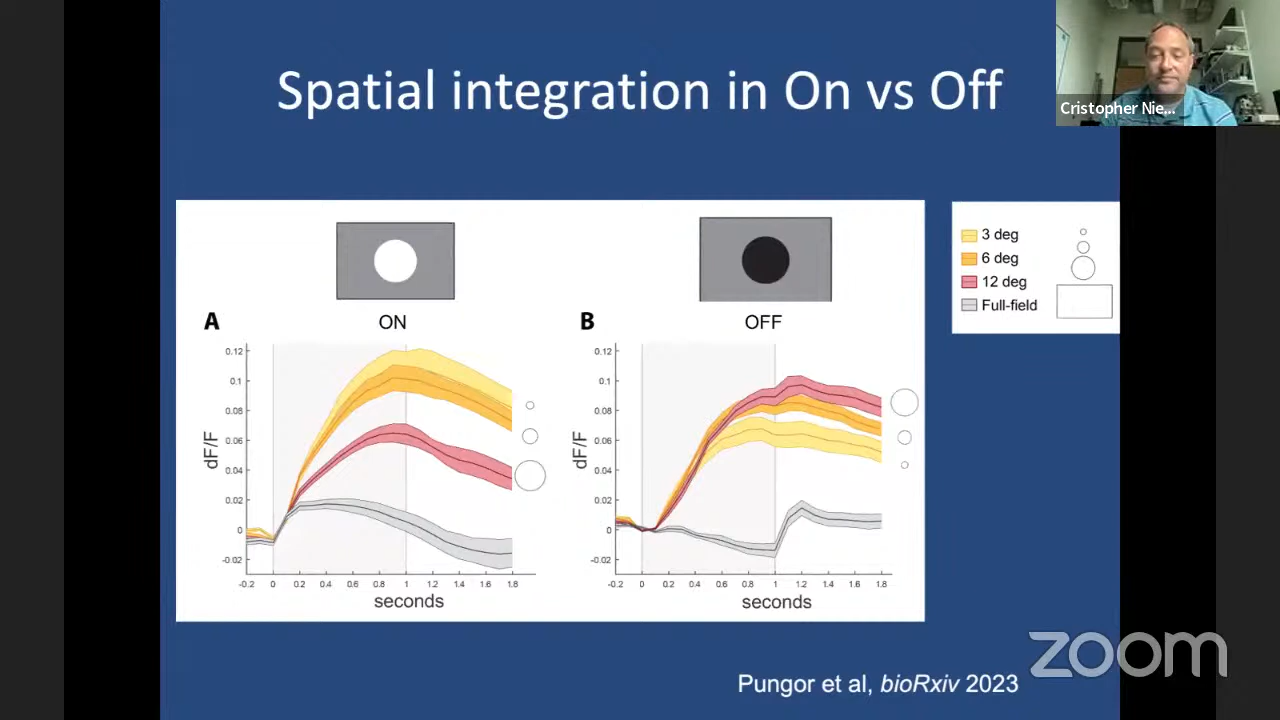 Spatial integration in On vs Off
Cristopher Nie...
3 deg
6 deg
12 deg
Full-field
A
ON
B
OFF
0.12
0.1
0.08
0.06
0.04
0.02
0
-0.02
dF/F
-0.2 0 0.2 0.4 0.6 0.8 1 1.2 1.4 1.6 1.8
seconds
0.12
0.1
0.08
0.06
0.04
0.02
0
-0.02
dF/F
-0.2 0 0.2 0.4 0.6 0.8 1 1.2 1.4 1.6 1.8
seconds
Pungor et al, bioRxiv 2023
zoom